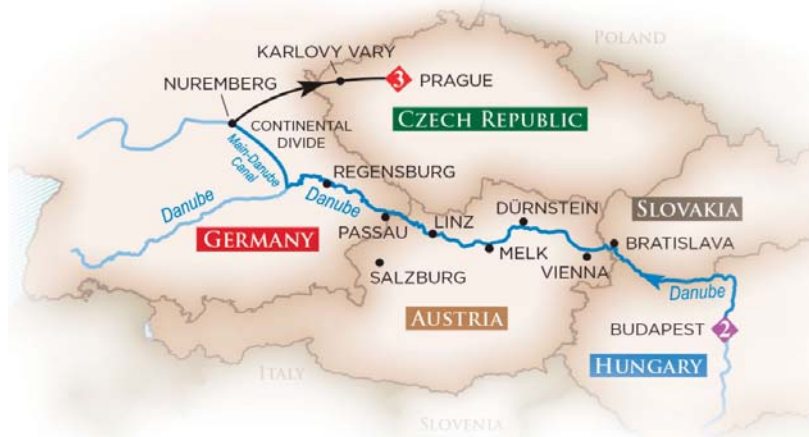 POLAND
KARLOVY VARY
3 PRAGUE
NUREMBERG
CZECH REPUBLIC
CONTINENTAL
DIVIDE
Main-Danube
Canal
REGENSBURG
Danube
Danube
DÜRNSTEIN
SLOVAKIA
GERMANY
PASSAU
LINZ
BRATISLAVA
MELK
VIENNA
SALZBURG
Danube
AUSTRIA
BUDAPEST 2
HUNGARY
ITALY
SLOVENIA